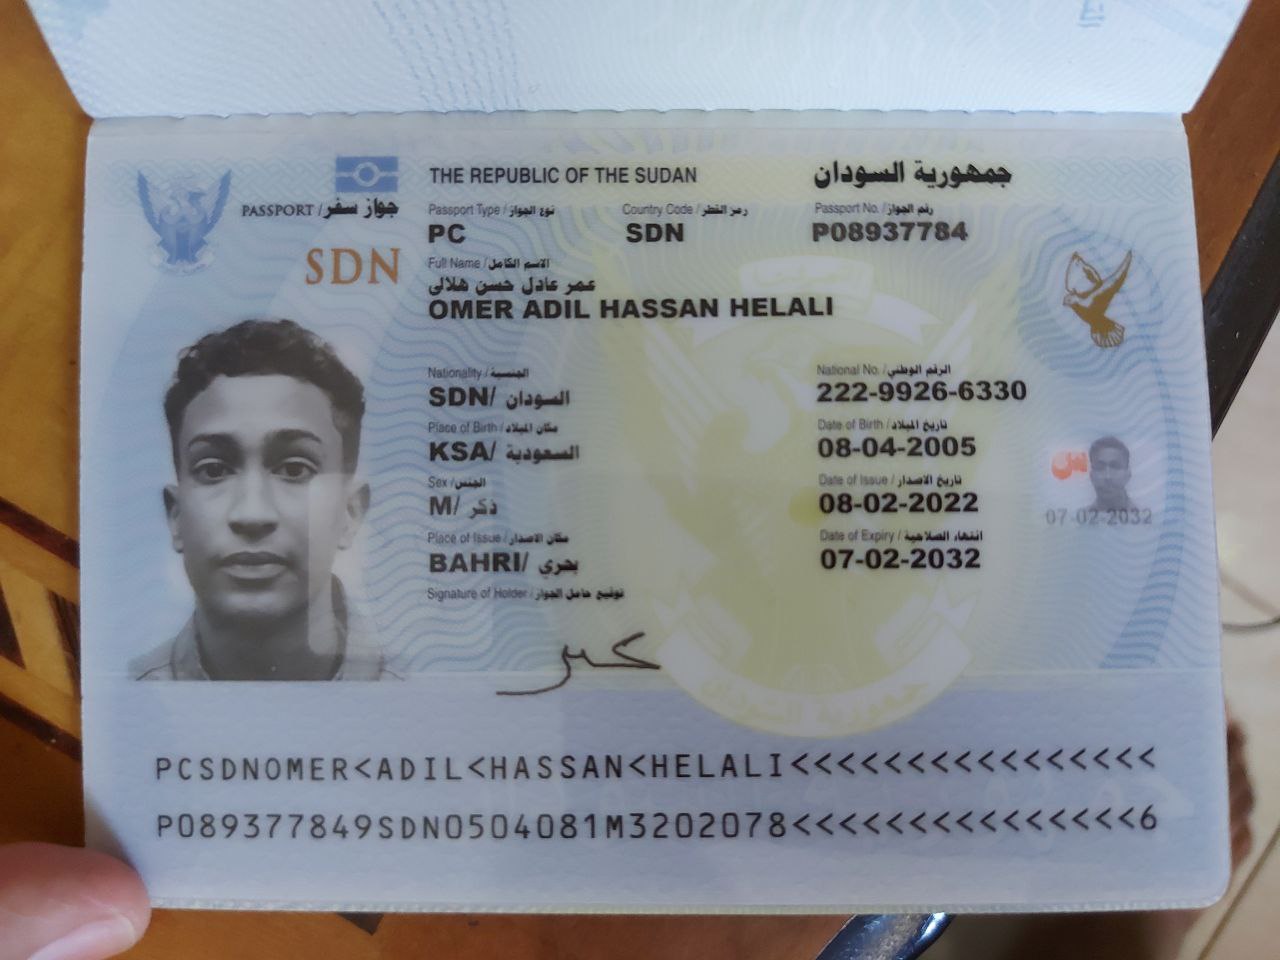 THE REPUBLIC OF THE SUDAN جمهورية السودان
PASSPORT / جواز سفر
Passport Type / نوع الجواز Country Code / رمز القطر Passport No. / رقم الجواز
PC SDN P08937784
SDN
Full Name / الاسم الكامل
عمر عادل حسن هلالى
OMER ADIL HASSAN HELALI
Nationality / الجنسية National No. / الرقم الوطني
SDN/ السودان 222-9926-6330
Place of Birth / مكان الميلاد Date of Birth / تاريخ الميلاد
KSA/ السعودية 08-04-2005
Sex / الجنس Date of Issue / تاريخ الاصدار
M/ ذكر 08-02-2022
07-02-2032
Place of Issue / مكان الاصدار Date of Expiry / انتهاء الصلاحية
BAHRI/ بحري 07-02-2032
Signature of Holder / توقيع حامل الجواز
جمهورية السودان
PCSDNOMER<ADIL<HASSAN<HELALI<<<<<<<<<<<<<<<<
P089377849SDN0504081M3202078<<<<<<<<<<<<<<<6